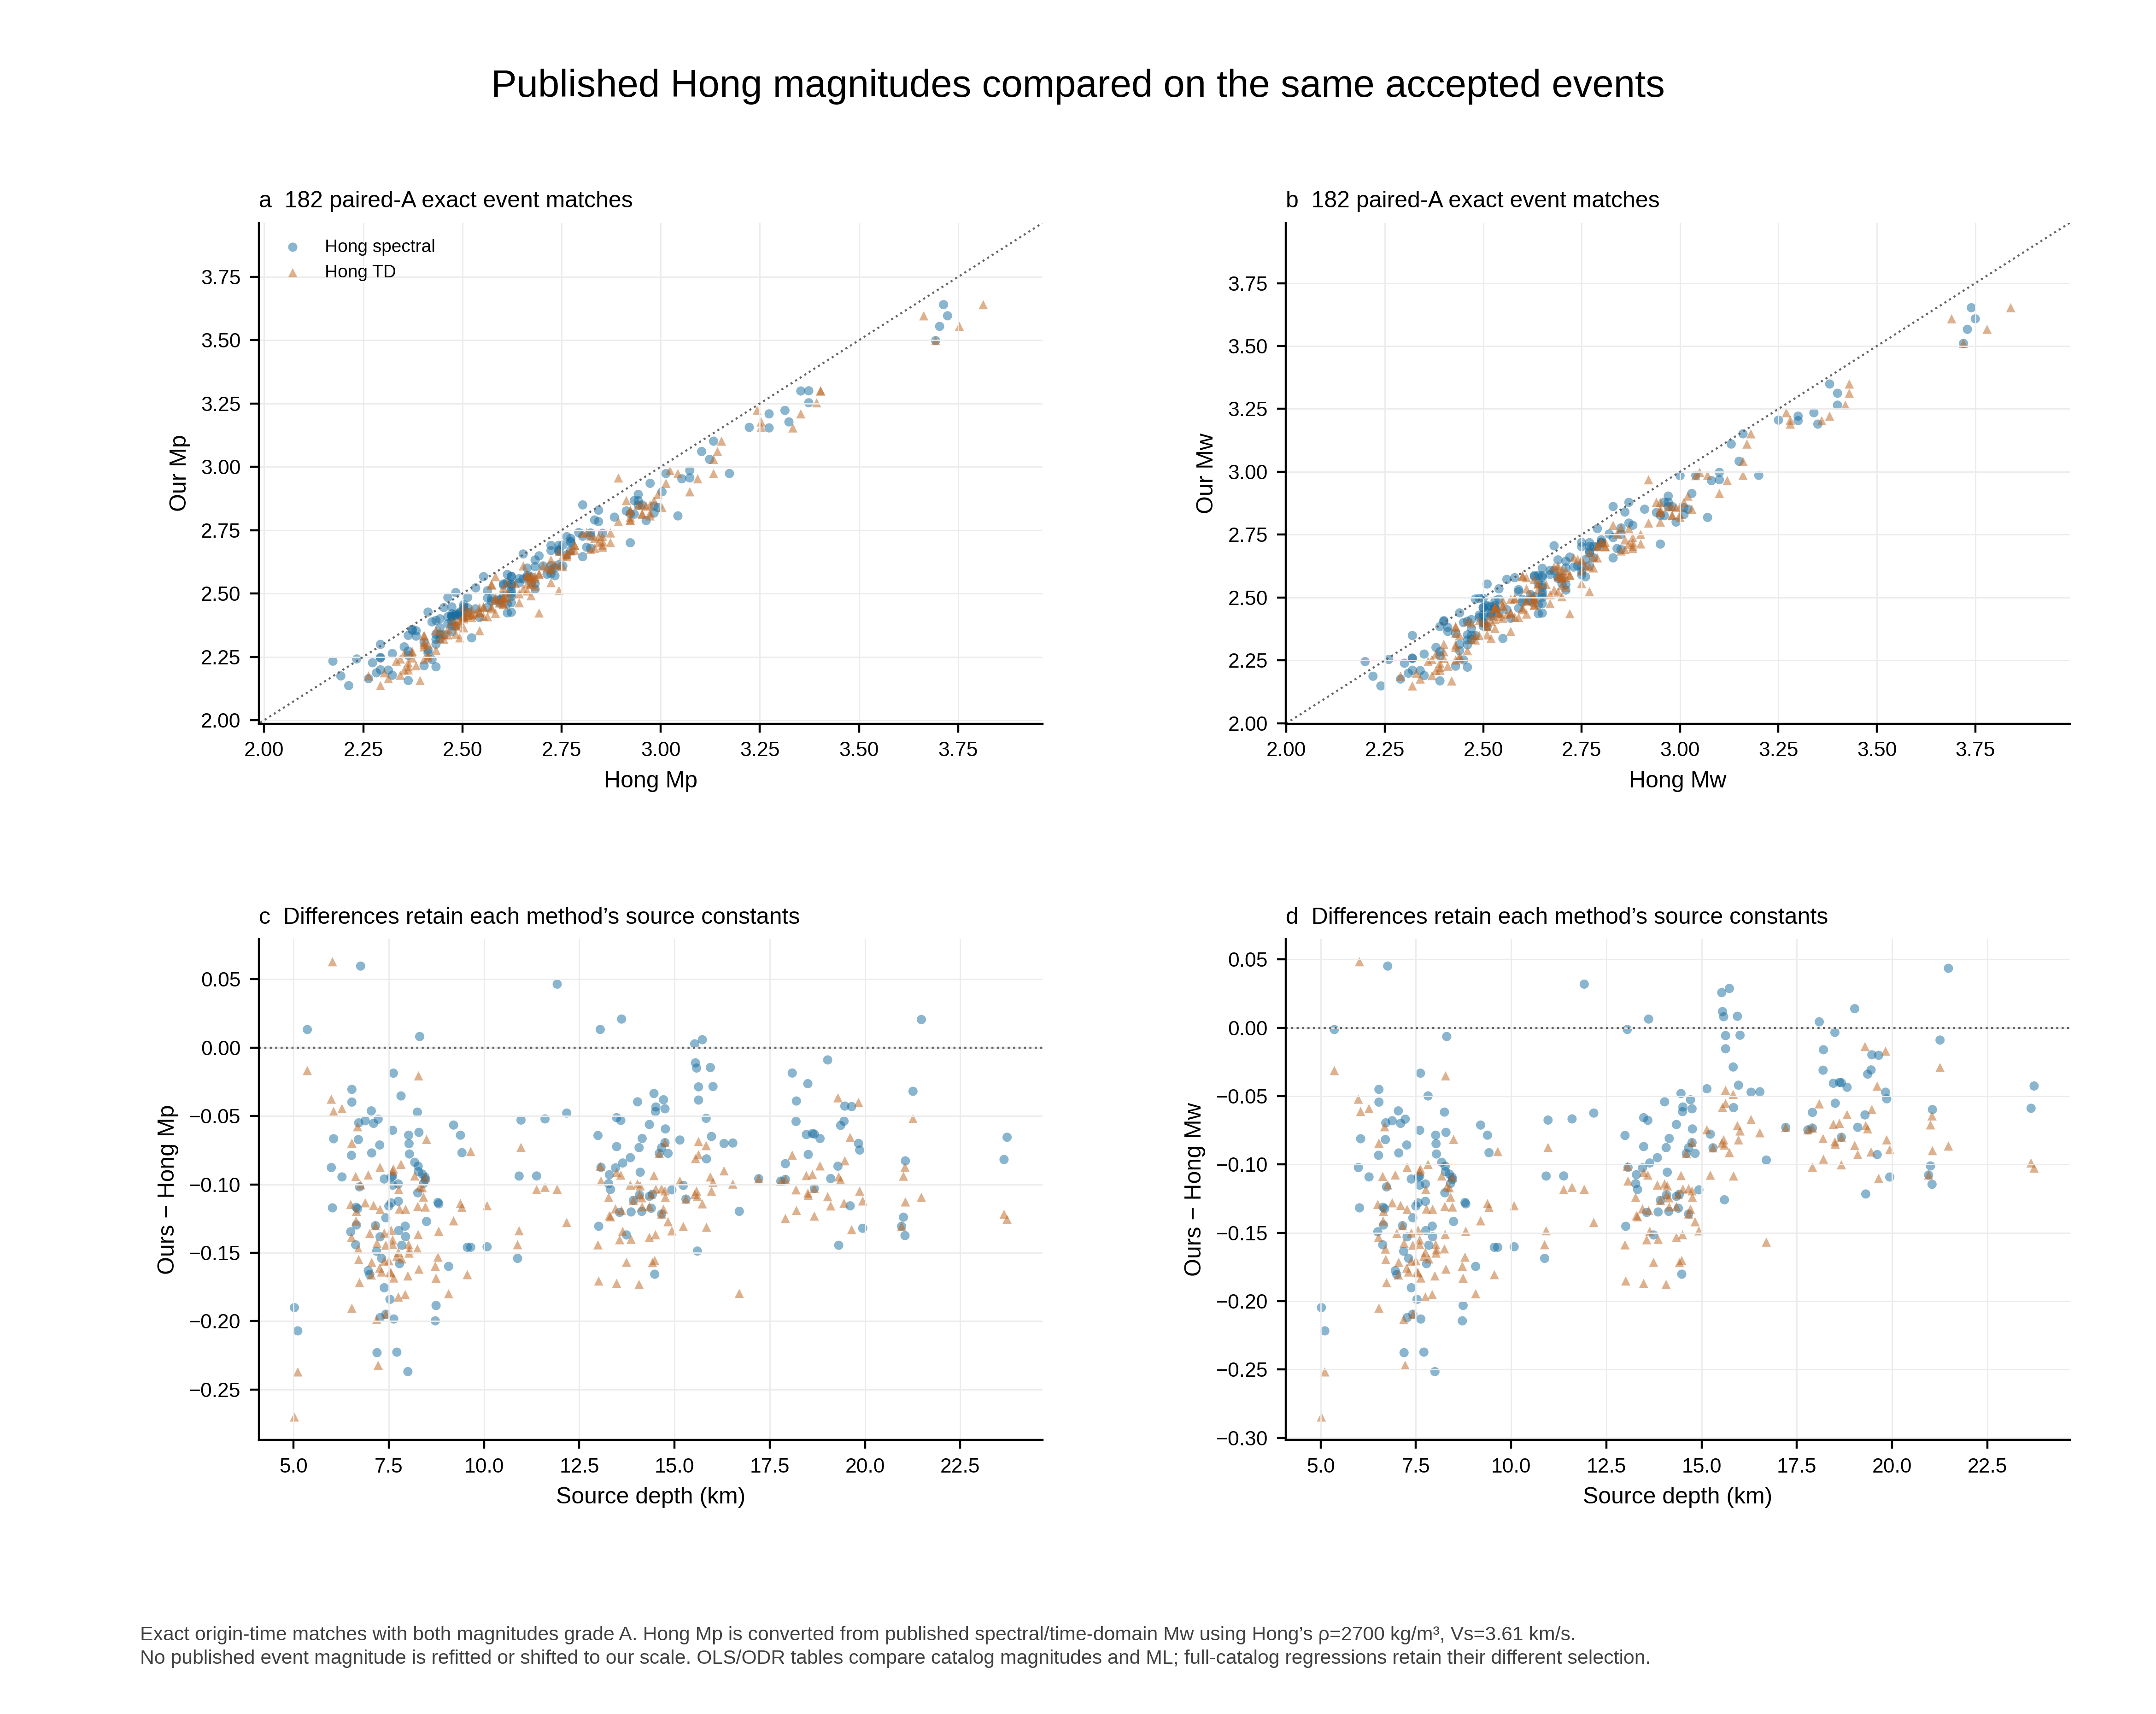 Published Hong magnitudes compared on the same accepted events
a 182 paired-A exact event matches
Hong spectral
Hong TD
3.75
3.50
3.25
3.00
2.75
2.50
2.25
2.00
Our Mp
2.00 2.25 2.50 2.75 3.00 3.25 3.50 3.75
Hong Mp
b 182 paired-A exact event matches
3.75
3.50
3.25
3.00
2.75
2.50
2.25
2.00
Our Mw
2.00 2.25 2.50 2.75 3.00 3.25 3.50 3.75
Hong Mw
c Differences retain each method’s source constants
0.05
0.00
−0.05
−0.10
−0.15
−0.20
−0.25
Ours − Hong Mp
5.0 7.5 10.0 12.5 15.0 17.5 20.0 22.5
Source depth (km)
d Differences retain each method’s source constants
0.05
0.00
−0.05
−0.10
−0.15
−0.20
−0.25
−0.30
Ours − Hong Mw
5.0 7.5 10.0 12.5 15.0 17.5 20.0 22.5
Source depth (km)
Exact origin-time matches with both magnitudes grade A. Hong Mp is converted from published spectral/time-domain Mw using Hong’s ρ=2700 kg/m³, Vs=3.61 km/s.
No published event magnitude is refitted or shifted to our scale. OLS/ODR tables compare catalog magnitudes and ML; full-catalog regressions retain their different selection.